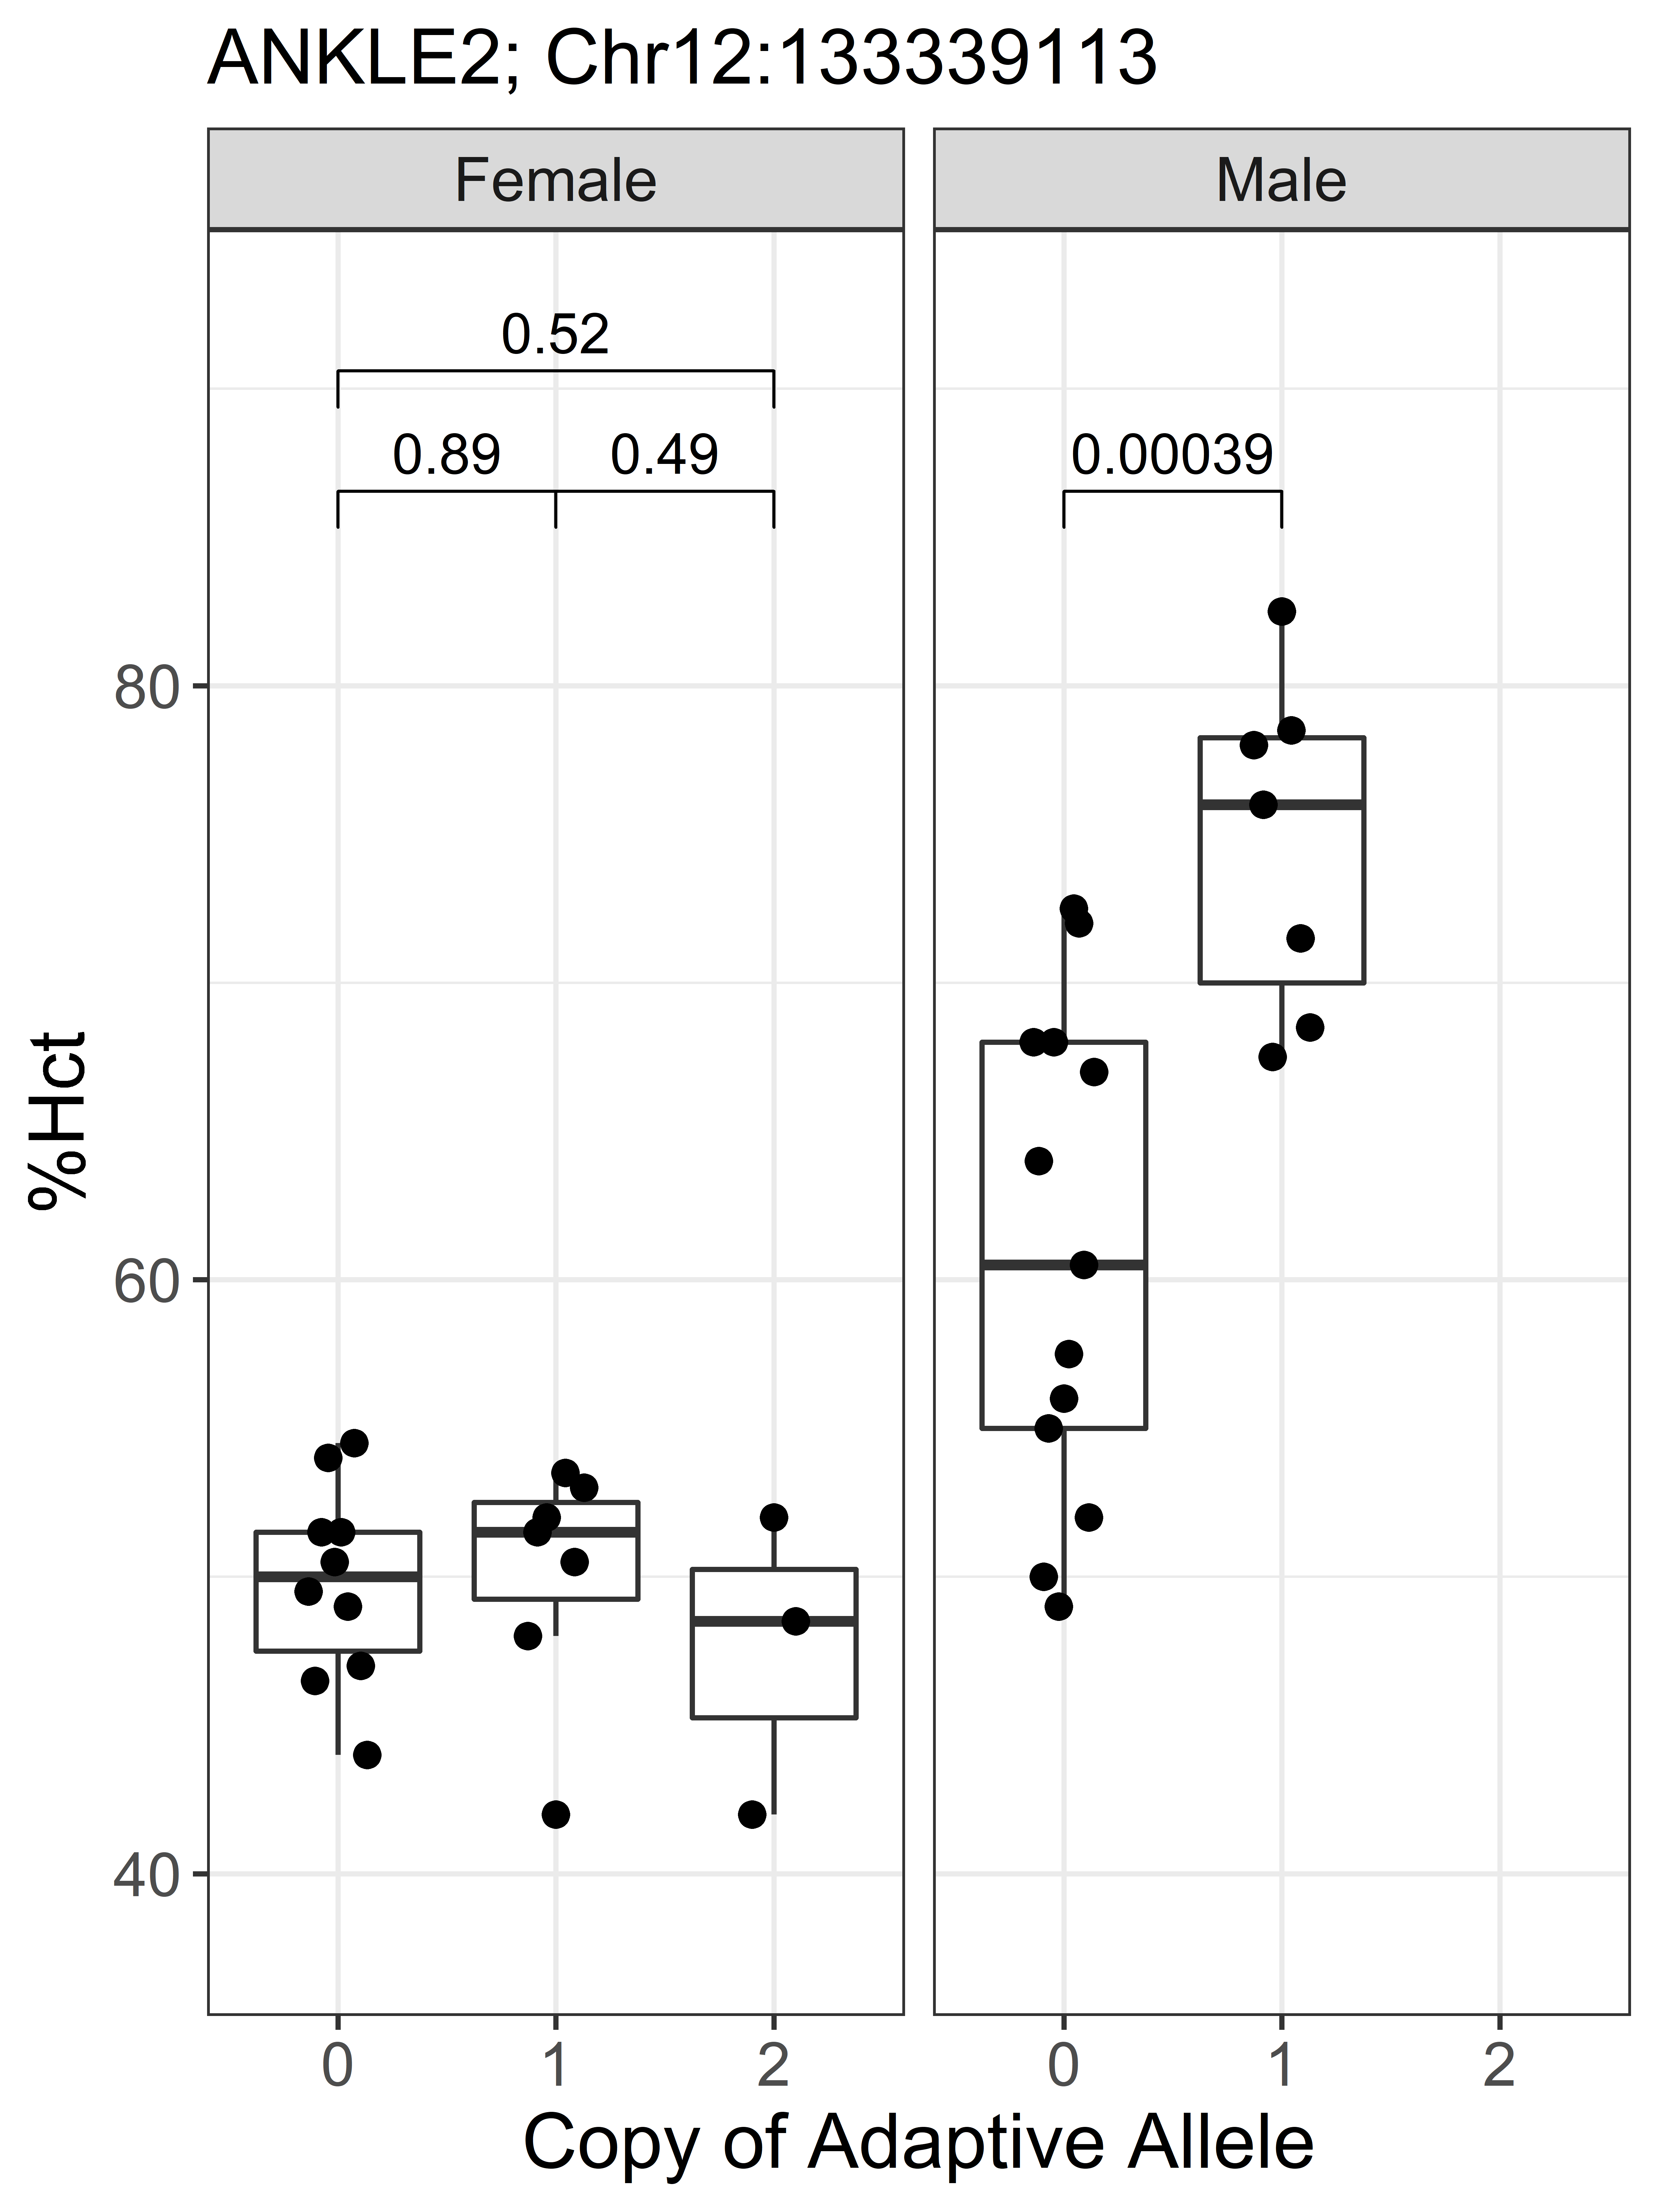 ANKLE2; Chr12:133339113
Female
Male
0.52
0.89
0.49
0.00039
80
60
40
%Hct
0
1
2
0
1
2
Copy of Adaptive Allele